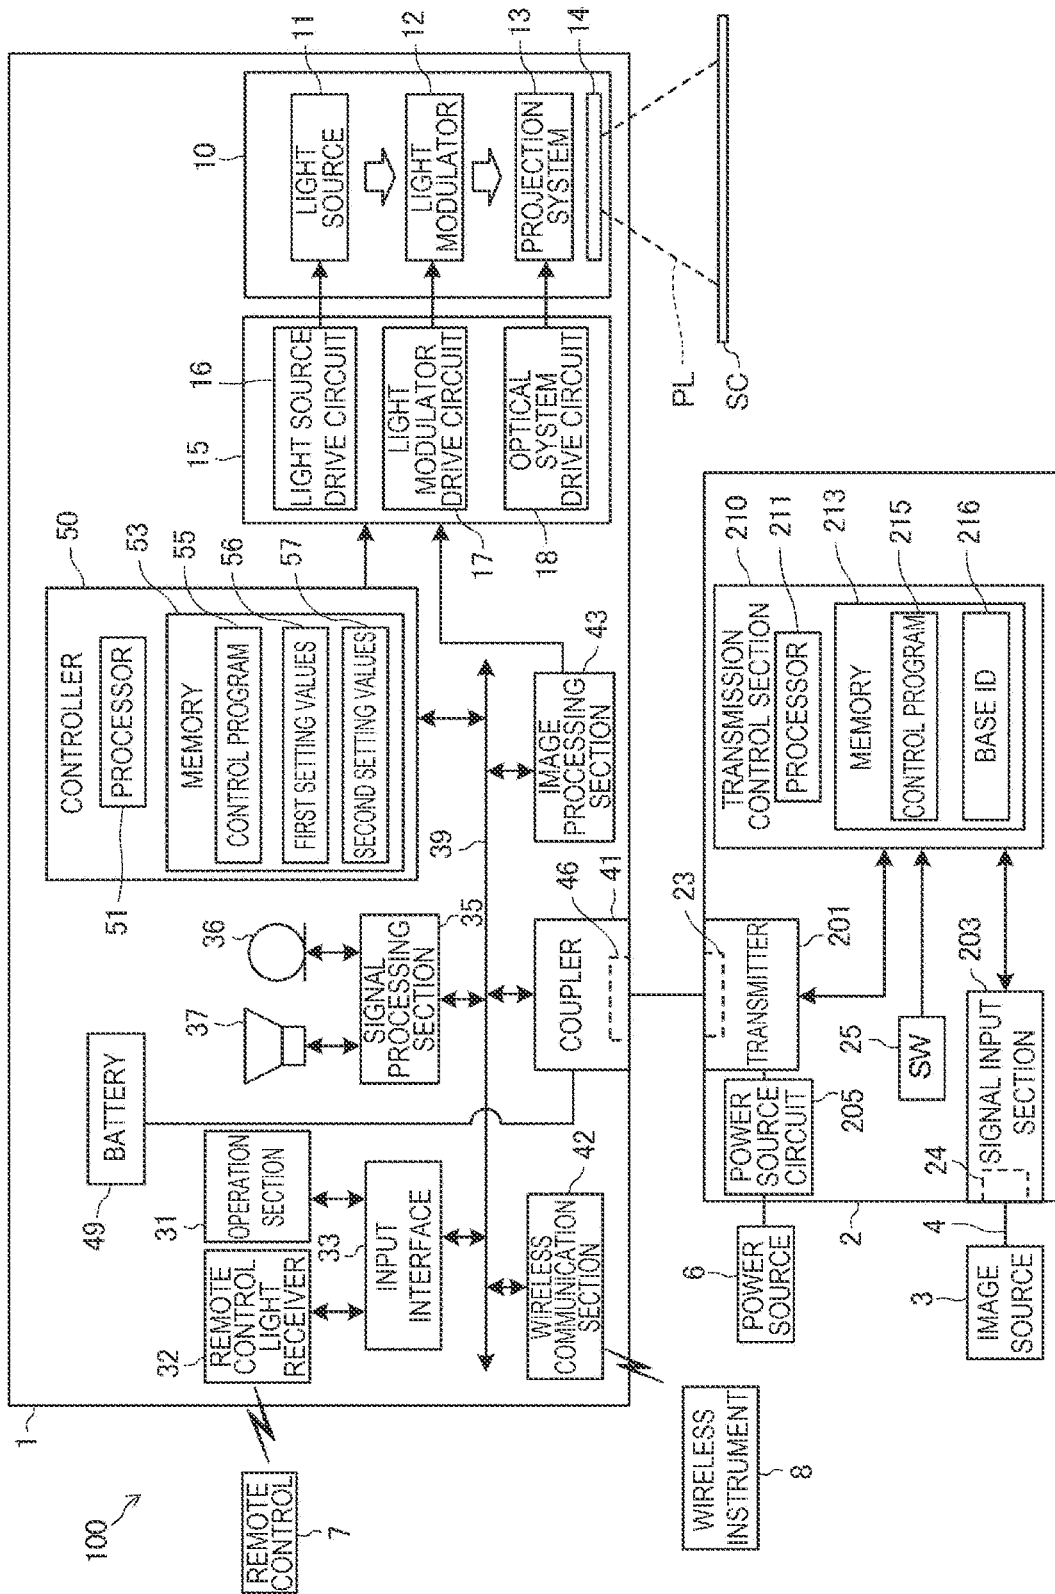 100
1
10
11
LIGHT
SOURCE
12
LIGHT
MODULATOR
13
PROJECTION
SYSTEM
14
15
16
LIGHT SOURCE
DRIVE CIRCUIT
LIGHT
MODULATOR
DRIVE CIRCUIT
17
OPTICAL
SYSTEM
DRIVE CIRCUIT
18
PL
SC
50
CONTROLLER
PROCESSOR
51
53
MEMORY
55
CONTROL PROGRAM
56
FIRST SETTING VALUES
57
SECOND SETTING VALUES
36
37
SIGNAL
PROCESSING
SECTION
35
49
BATTERY
31
OPERATION
SECTION
32
REMOTE
CONTROL
LIGHT
RECEIVER
33
INPUT
INTERFACE
39
7
REMOTE
CONTROL
42
WIRELESS
COMMUNICATION
SECTION
WIRELESS
INSTRUMENT
8
COUPLER
41
46
43
IMAGE
PROCESSING
SECTION
23
TRANSMITTER
201
POWER
SOURCE
CIRCUIT
205
6
POWER
SOURCE
2
25
SW
203
24
SIGNAL INPUT
SECTION
4
3
IMAGE
SOURCE
210
TRANSMISSION
CONTROL SECTION
211
PROCESSOR
213
MEMORY
215
CONTROL PROGRAM
216
BASE ID